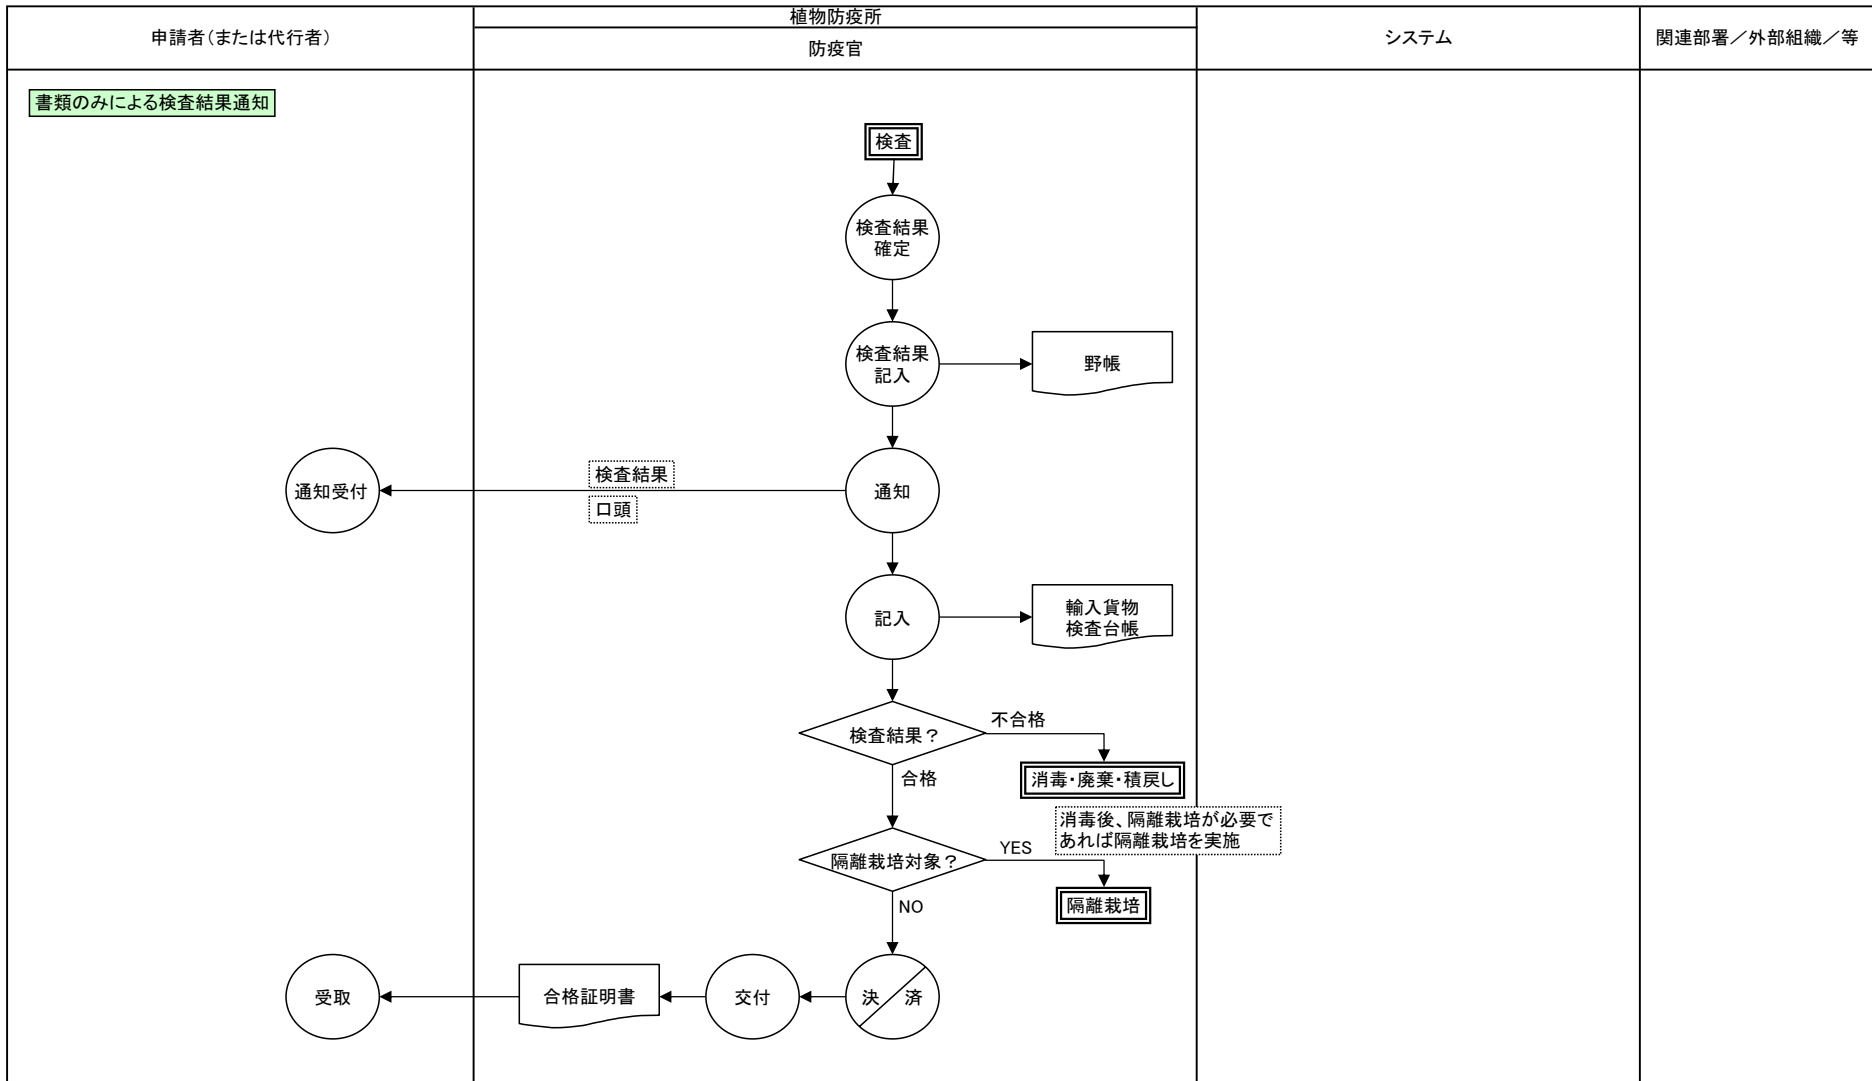 植物防疫所
申請者(または代行者)
防疫官
システム
関連部署／外部組織／等
書類のみによる検査結果通知
検査
検査結果
確定
検査結果
記入
野帳
通知受付
検査結果
口頭
通知
記入
輸入貨物
検査台帳
検査結果？
不合格
合格
消毒・廃棄・積戻し
消毒後、隔離栽培が必要で
あれば隔離栽培を実施
隔離栽培対象？
YES
隔離栽培
NO
受取
合格証明書
交付
決 済